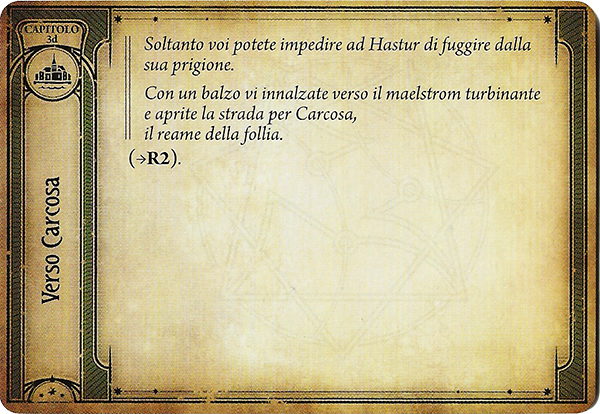 CAPITOLO
3d
Verso Carcosa
Soltanto voi potete impedire ad Hastur di fuggire dalla
sua prigione.
Con un balzo vi innalzate verso il maelstrom turbinante
e aprite la strada per Carcosa,
il reame della follia.
(→R2).